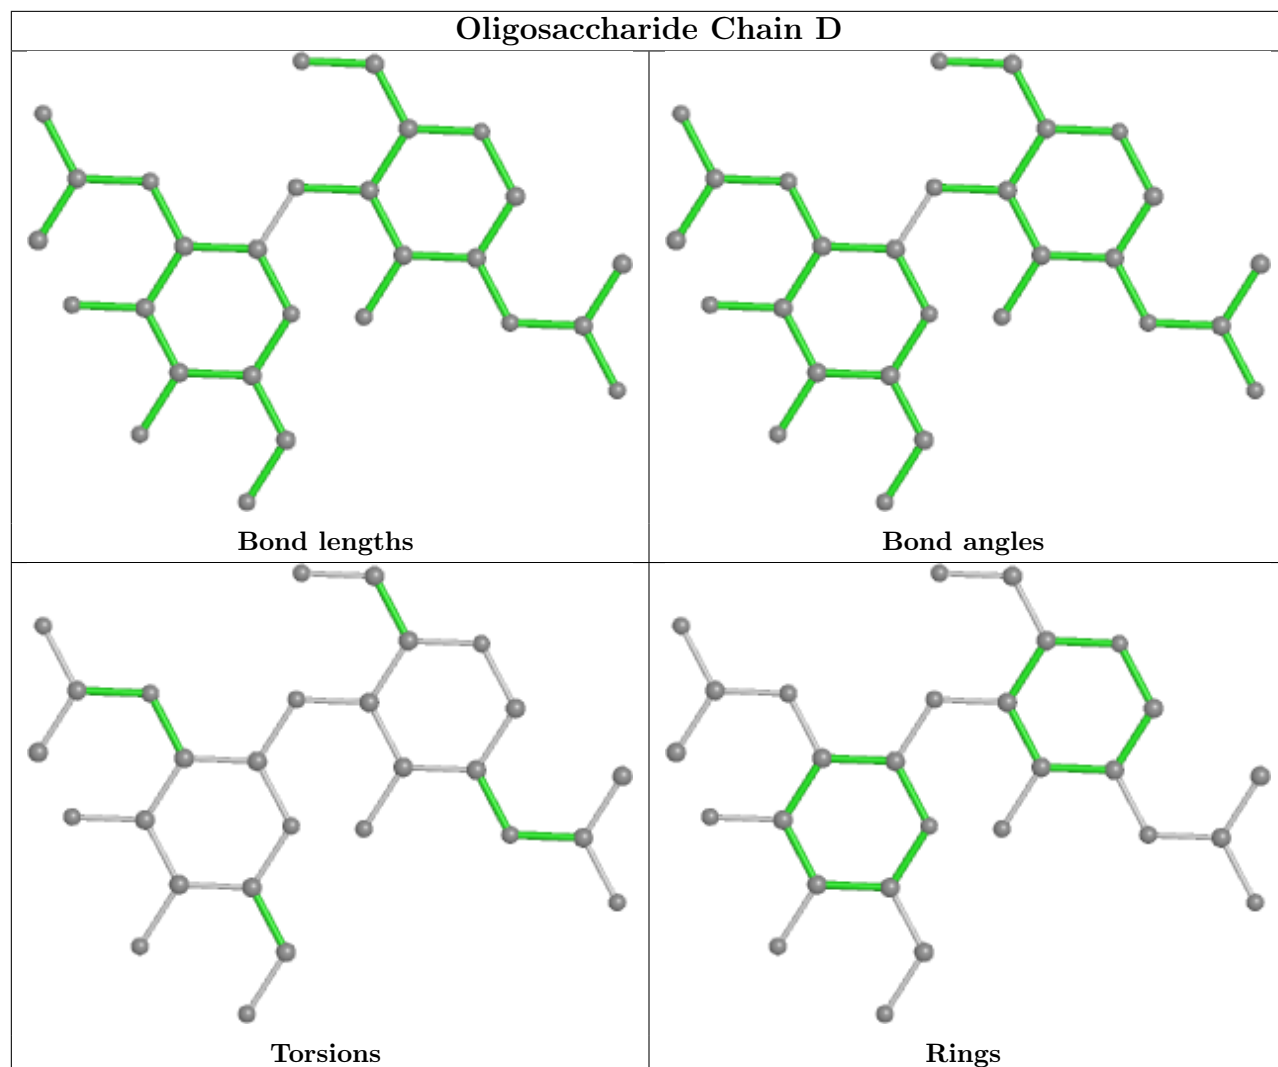 Oligosaccharide Chain D
Bond lengths
Bond angles
Torsions
Rings